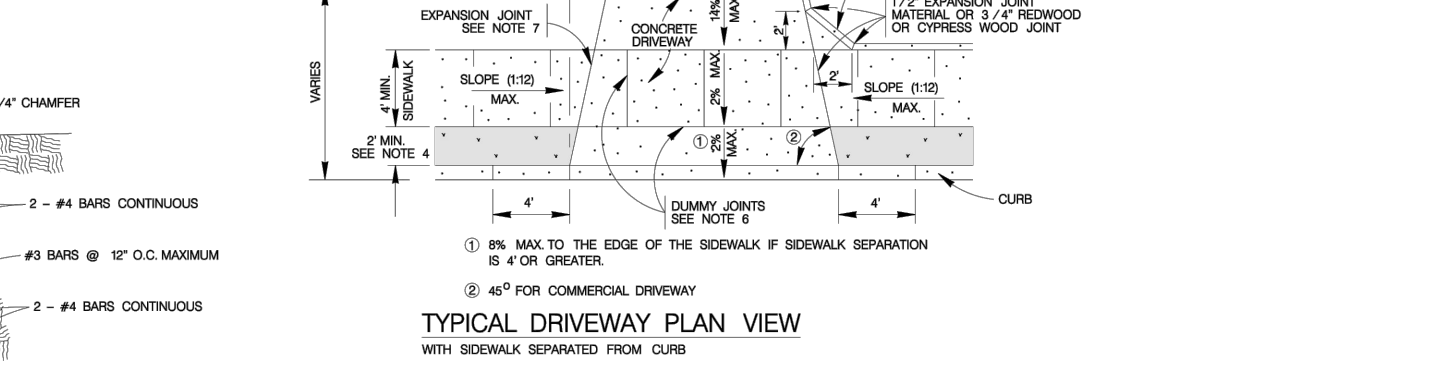 1/2" EXPANSION JOINT
MATERIAL OR 3/4" REDWOOD
OR CYPRESS WOOD JOINT
EXPANSION JOINT
SEE NOTE 7
CONCRETE
DRIVEWAY
14%
MAX.
2'
VARIES
4' MIN.
SIDEWALK
SLOPE (1:12)
MAX.
2% MAX.
2'
SLOPE (1:12)
MAX.
/4" CHAMFER
2' MIN.
SEE NOTE 4
① 2%
MAX.
②
2 – #4 BARS CONTINUOUS
4'
DUMMY JOINTS
SEE NOTE 6
4'
CURB
#3 BARS @ 12" O.C. MAXIMUM
① 8% MAX. TO THE EDGE OF THE SIDEWALK IF SIDEWALK SEPARATION
IS 4' OR GREATER.
② 45° FOR COMMERCIAL DRIVEWAY
2 – #4 BARS CONTINUOUS
TYPICAL DRIVEWAY PLAN VIEW
WITH SIDEWALK SEPARATED FROM CURB